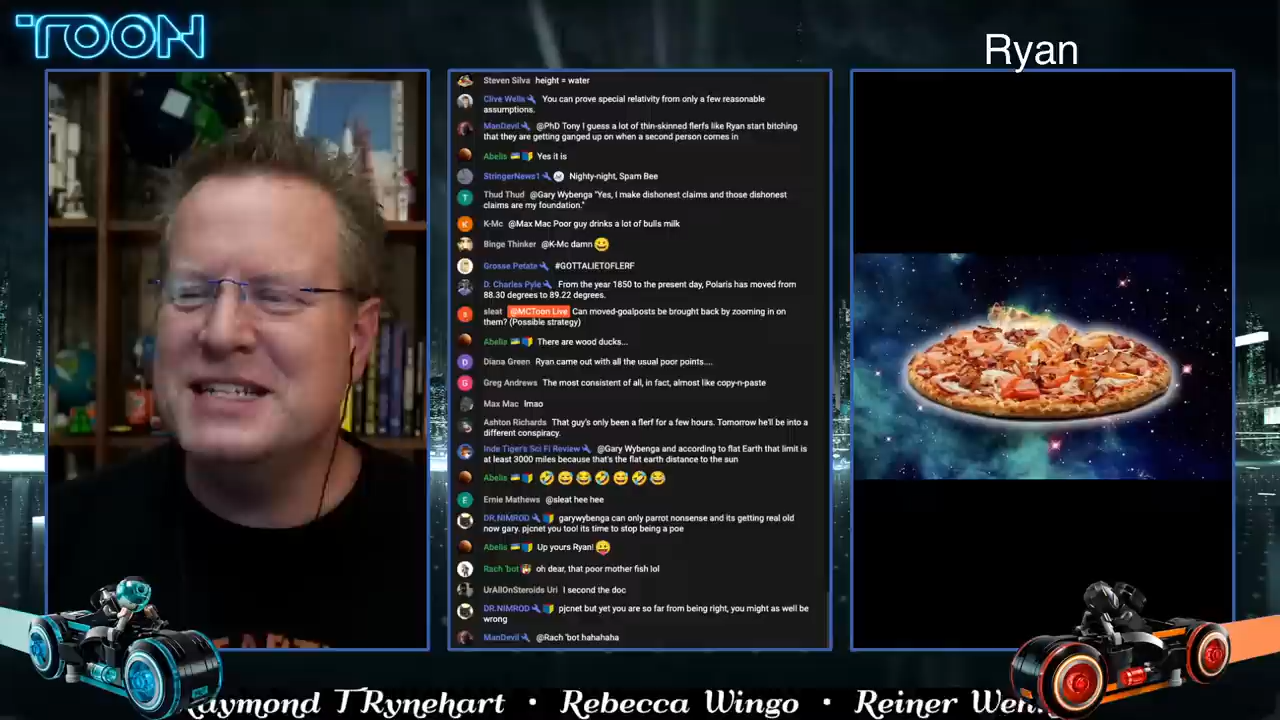 TOON
Ryan
Steven Silva height = water
Clive Wells You can prove special relativity from only a few reasonable
assumptions.
ManDevil @PhD Tony I guess a lot of thin-skinned flerfs like Ryan start bitching
that they are getting ganged up on when a second person comes in
Abelis Yes it is
StringerNews1 Nighty-night, Spam Bee
Thud Thud @Gary Wybenga "Yes, I make dishonest claims and those dishonest
claims are my foundation."
K-Mc @Max Mac Poor guy drinks a lot of bulls milk
Binge Thinker @K-Mc damn😄
Grosse Patate #GOTTALIETOFLERF
D. Charles Pyle From the year 1850 to the present day, Polaris has moved from
88.30 degrees to 89.22 degrees.
sleat @MCToon Live Can moved-goalposts be brought back by zooming in on
them? (Possible strategy)
Abelis There are wood ducks...
Diana Green Ryan came out with all the usual poor points....
Greg Andrews The most consistent of all, in fact, almost like copy-n-paste
Max Mac lmao
Ashton Richards That guy's only been a flerf for a few hours. Tomorrow he'll be into a
different conspiracy.
Inde Tiger's Sci Fi Review @Gary Wybenga and according to flat Earth that limit is
at least 3000 miles because that's the flat earth distance to the sun
Abelis 🤣😅😂🤣😅🤣😂
Ernie Mathews @sleat hee hee
DR.NIMROD garywybenga can only parrot nonsense and its getting real old
now gary. pjcnet you too! its time to stop being a poe
Abelis Up yours Ryan!😛
Rach 'bot oh dear, that poor mother fish lol
UrAllOnSteroids Uri I second the doc
DR.NIMROD pjcnet but yet you are so far from being right, you might as well be
wrong
ManDevil @Rach 'bot hahahaha
Raymond T Rynehart • Rebecca Wingo • Reiner